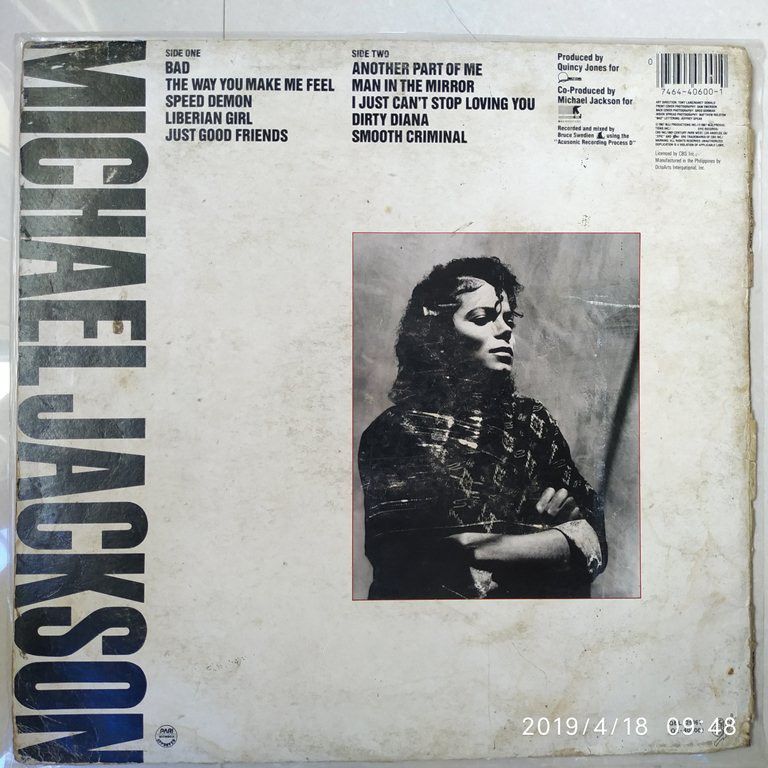 MICHAEL JACKSON
SIDE ONE
BAD
THE WAY YOU MAKE ME FEEL
SPEED DEMON
LIBERIAN GIRL
JUST GOOD FRIENDS
SIDE TWO
ANOTHER PART OF ME
MAN IN THE MIRROR
I JUST CAN'T STOP LOVING YOU
DIRTY DIANA
SMOOTH CRIMINAL
Produced by
Quincy Jones for
Co-Produced by
Michael Jackson for
Recorded and mixed by
Bruce Swedien using the
"Acusonic Recording Process"
0
7464-40600-1
Licensed by CBS Inc.
Manufactured in the Philippines by
OctoArts International, Inc.
PARI
2019/4/18 09:48